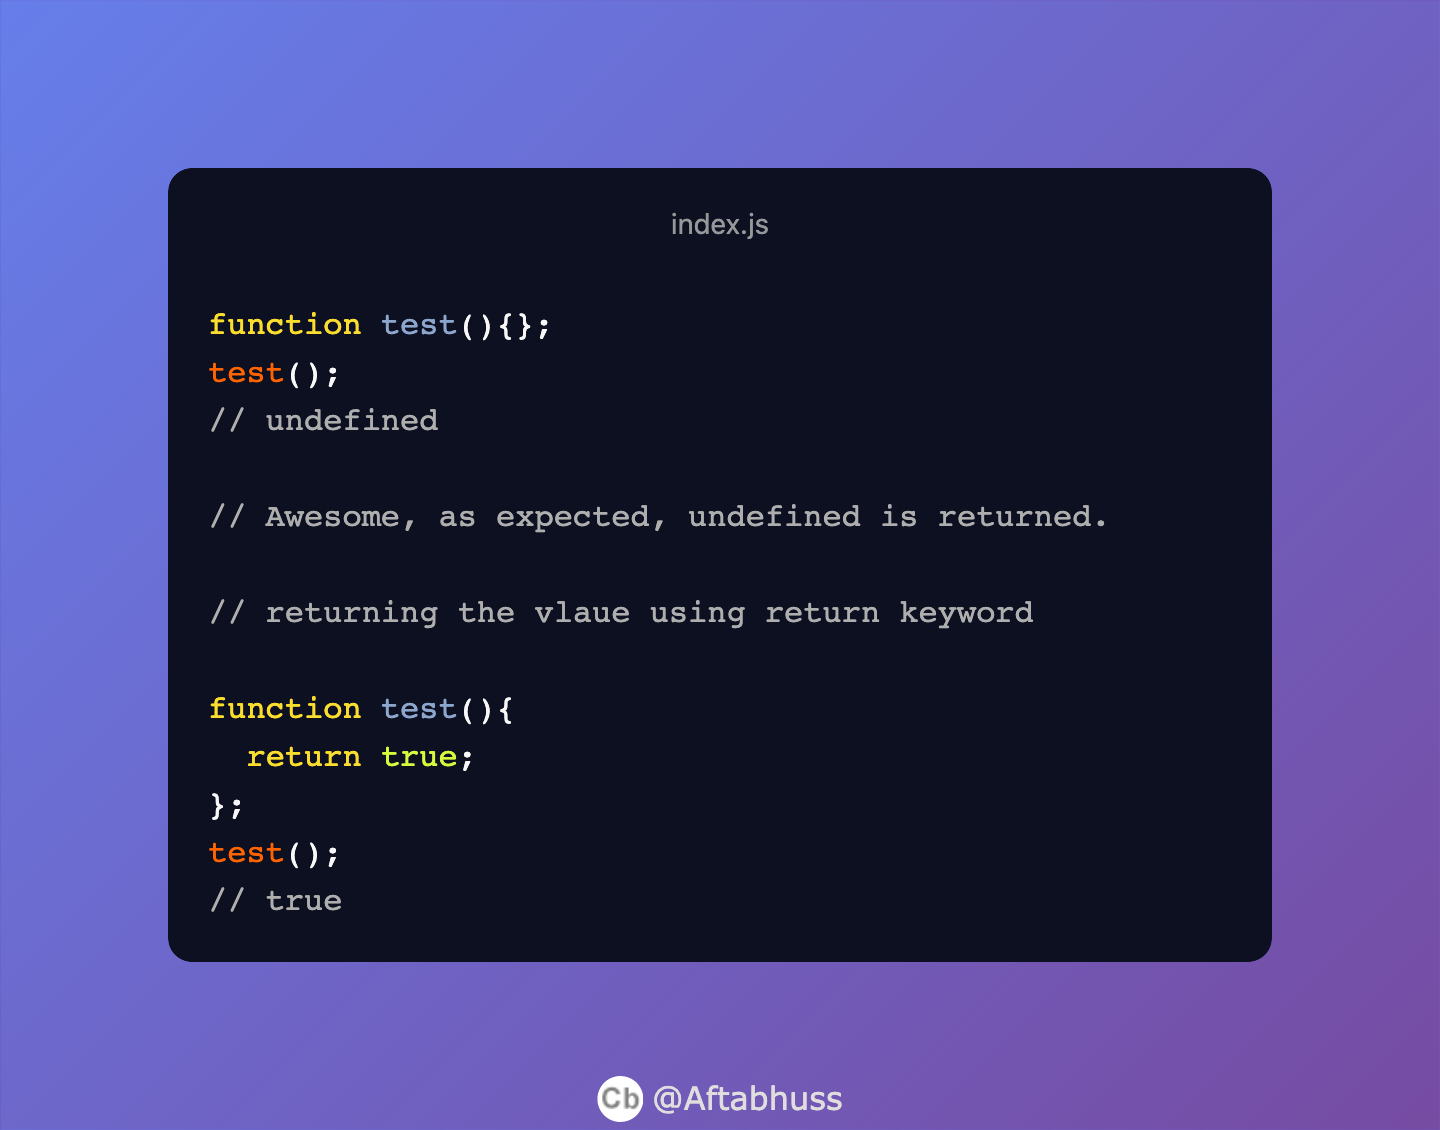 index.js
function test(){};
test();
// undefined
// Awesome, as expected, undefined is returned.
// returning the vlaue using return keyword
function test(){
  return true;
};
test();
// true
Cb @Aftabhuss